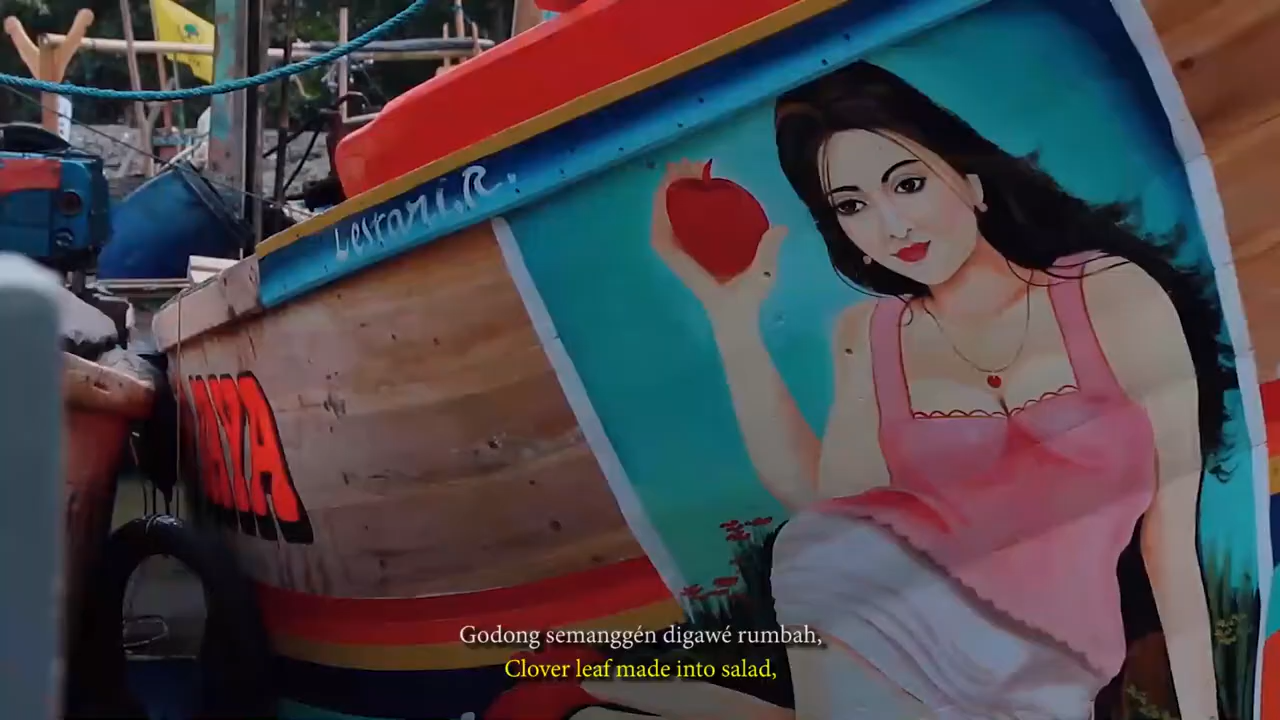 Lestari.R.
Godong semanggén digawé rumbah,
Clover leaf made into salad,